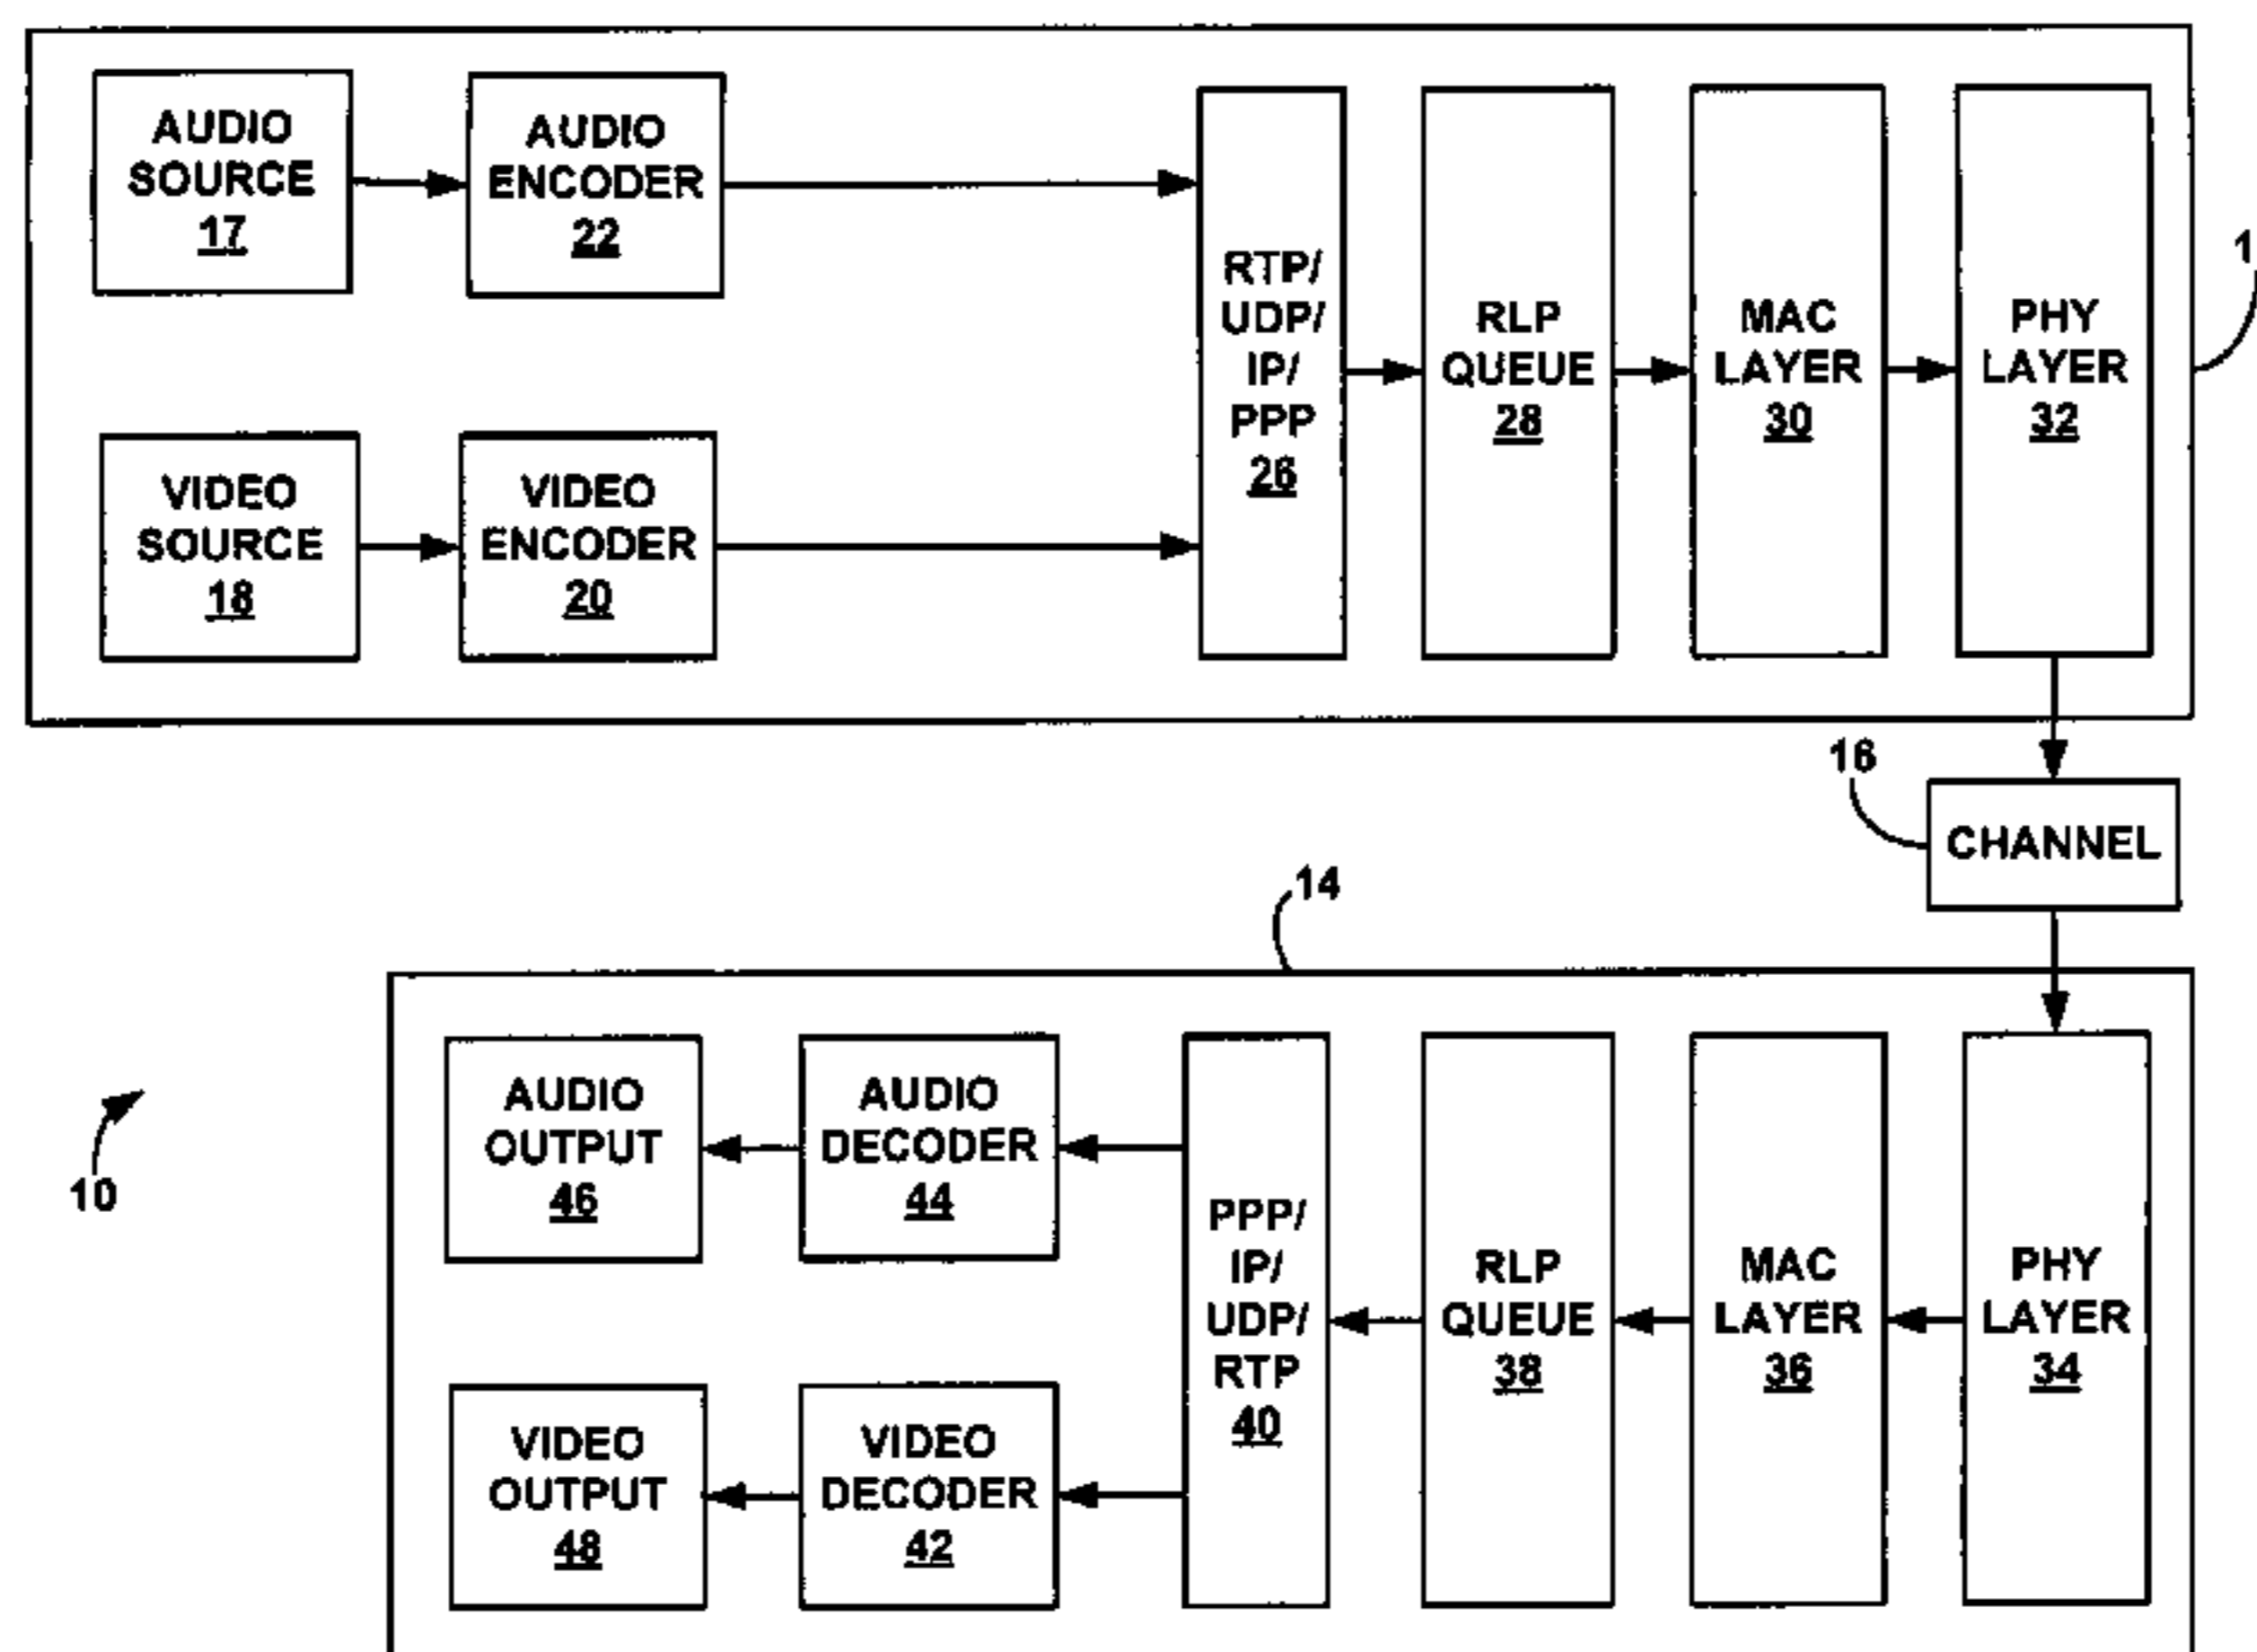 AUDIO
SOURCE
17
AUDIO
ENCODER
22
VIDEO
SOURCE
18
VIDEO
ENCODER
20
RTP/
UDP/
IP/
PPP
26
RLP
QUEUE
28
MAC
LAYER
30
PHY
LAYER
32
1
16
CHANNEL
14
10
AUDIO
OUTPUT
46
AUDIO
DECODER
44
VIDEO
OUTPUT
48
VIDEO
DECODER
42
PPP/
IP/
UDP/
RTP
40
RLP
QUEUE
38
MAC
LAYER
36
PHY
LAYER
34